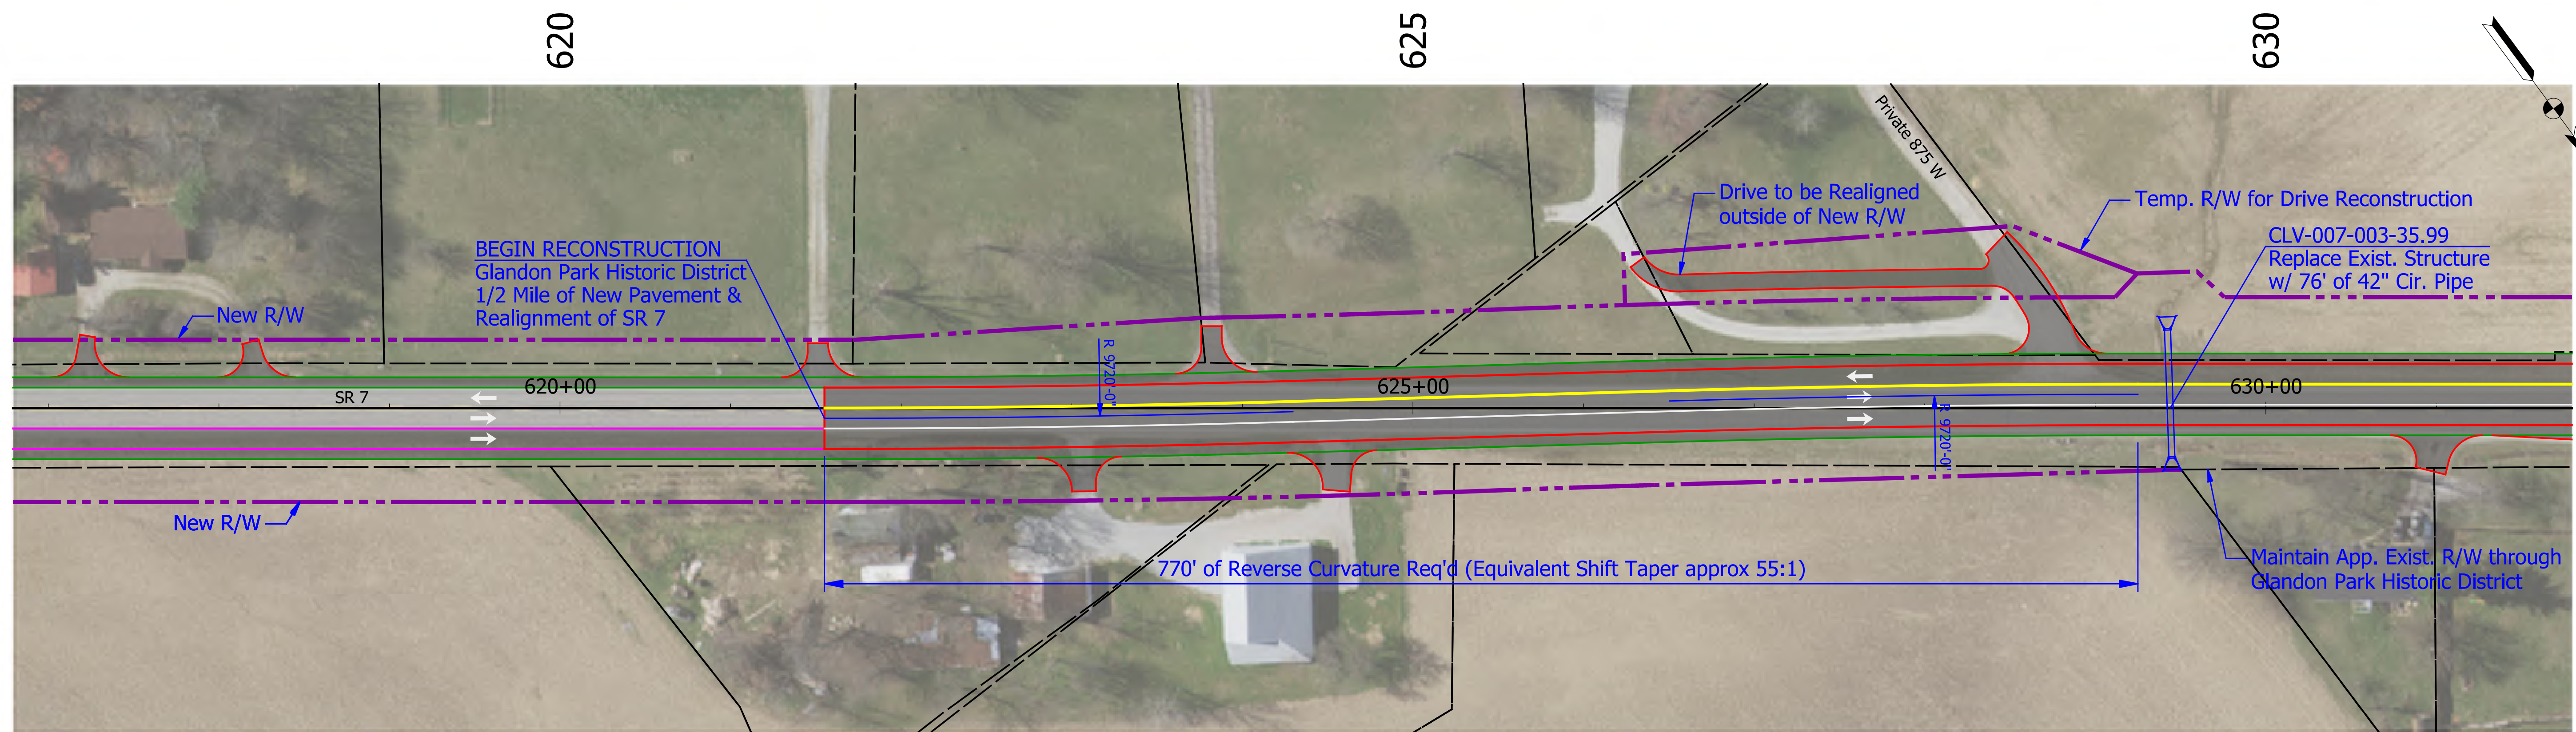 620
625
630
Private 875 W
Drive to be Realigned
outside of New R/W
Temp. R/W for Drive Reconstruction
CLV-007-003-35.99
Replace Exist. Structure
w/ 76' of 42" Cir. Pipe
BEGIN RECONSTRUCTION
Glandon Park Historic District
1/2 Mile of New Pavement &
Realignment of SR 7
New R/W
R 9720'-0"
620+00
625+00
630+00
SR 7
R 9720'-0"
New R/W
770' of Reverse Curvature Req'd (Equivalent Shift Taper approx 55:1)
Maintain App. Exist. R/W through
Glandon Park Historic District